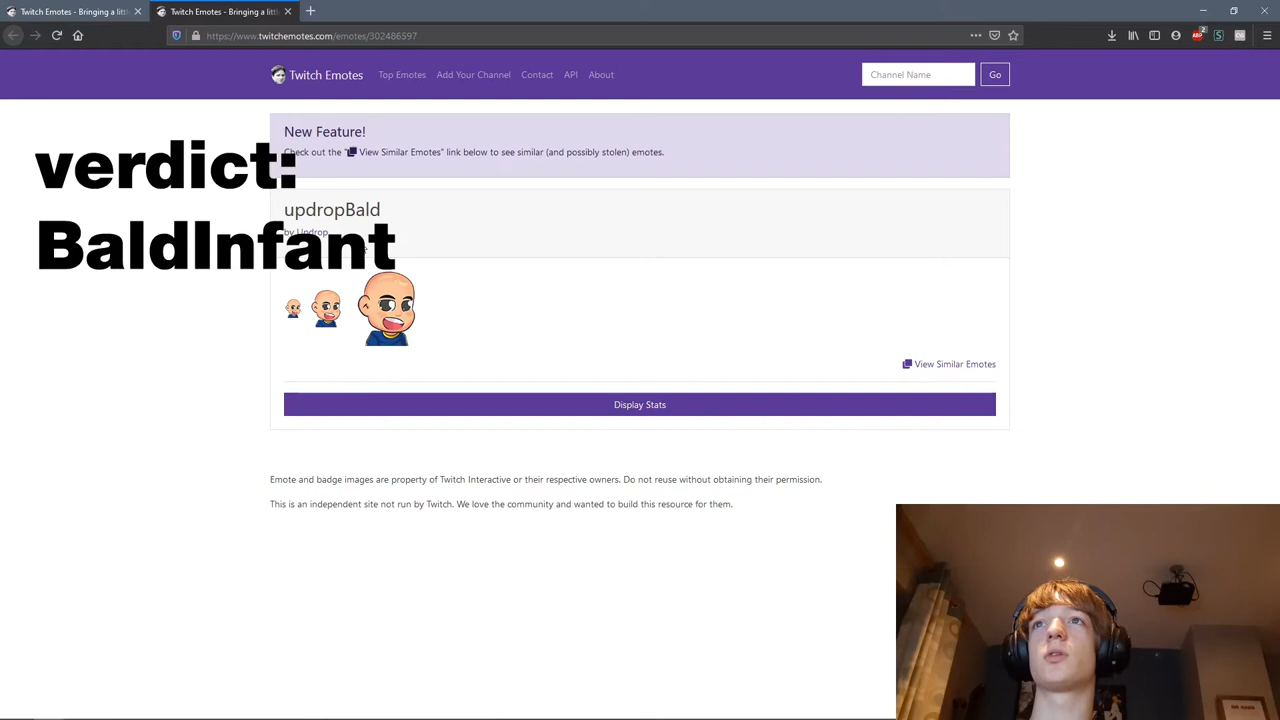 Twitch Emotes - Bringing a littl
Twitch Emotes - Bringing a littl
https://www.twitchemotes.com/emotes/302486597
Twitch Emotes
Top Emotes
Add Your Channel
Contact
API
About
Channel Name
Go
New Feature!
Check out the " View Similar Emotes" link below to see similar (and possibly stolen) emotes.
verdict:
BaldInfant
updropBald
by Updrop
View Similar Emotes
Display Stats
Emote and badge images are property of Twitch Interactive or their respective owners. Do not reuse without obtaining their permission.
This is an independent site not run by Twitch. We love the community and wanted to build this resource for them.